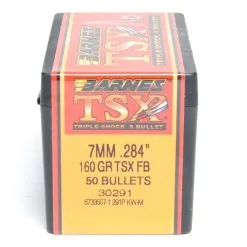 BARNES
TSX
TRIPLE-SHOCK X BULLET
7MM .284"
160 GR TSX FB
50 BULLETS
30291